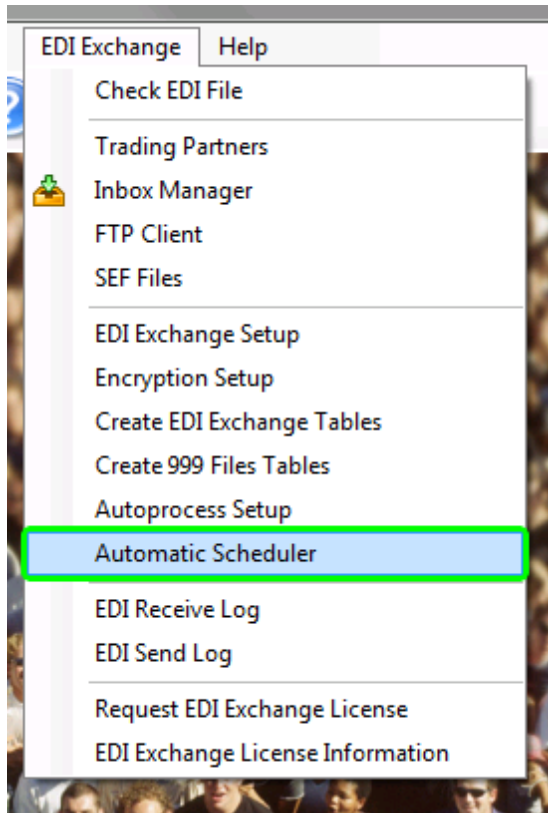 EDI Exchange Help
Check EDI File
Trading Partners
Inbox Manager
FTP Client
SEF Files
EDI Exchange Setup
Encryption Setup
Create EDI Exchange Tables
Create 999 Files Tables
Autoprocess Setup
Automatic Scheduler
EDI Receive Log
EDI Send Log
Request EDI Exchange License
EDI Exchange License Information